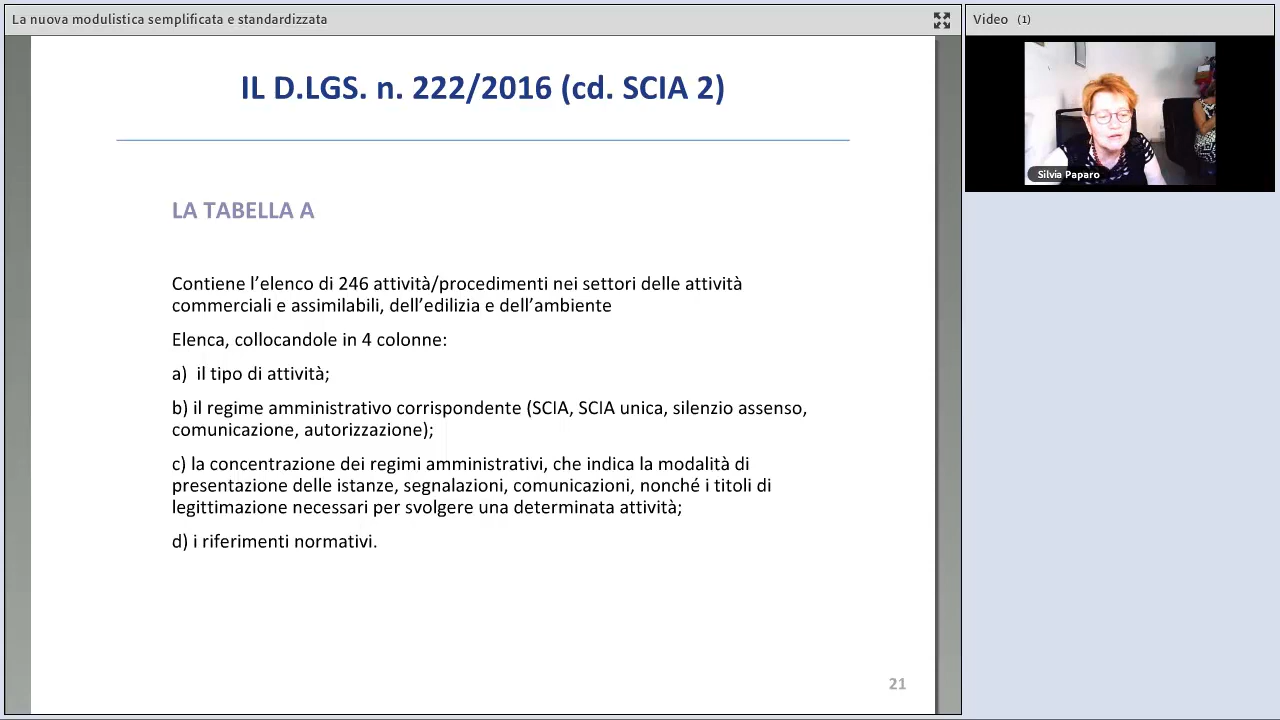 La nuova modulistica semplificata e standardizzata
Video (1)
IL D.LGS. n. 222/2016 (cd. SCIA 2)
Silvia Paparo
LA TABELLA A
Contiene l’elenco di 246 attività/procedimenti nei settori delle attività
commerciali e assimilabili, dell’edilizia e dell’ambiente
Elenca, collocandole in 4 colonne:
a) il tipo di attività;
b) il regime amministrativo corrispondente (SCIA, SCIA unica, silenzio assenso,
comunicazione, autorizzazione);
c) la concentrazione dei regimi amministrativi, che indica la modalità di
presentazione delle istanze, segnalazioni, comunicazioni, nonché i titoli di
legittimazione necessari per svolgere una determinata attività;
d) i riferimenti normativi.
21